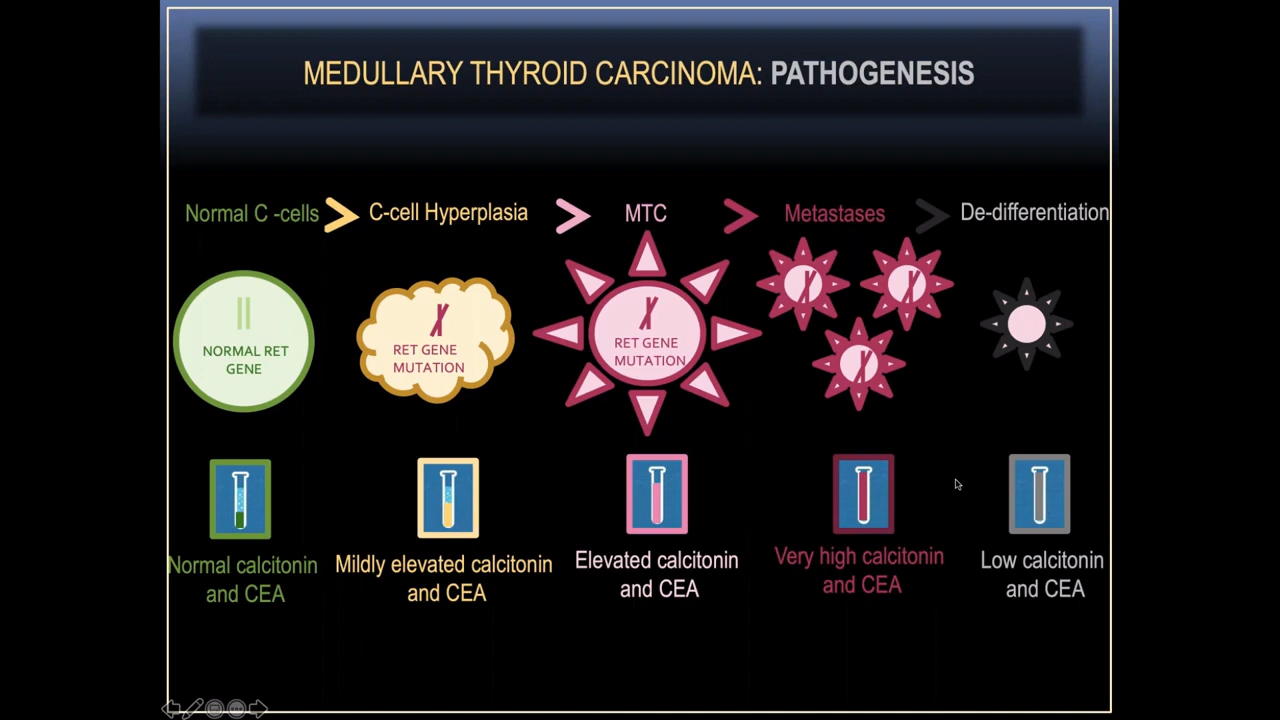 MEDULLARY THYROID CARCINOMA: PATHOGENESIS
Normal C -cells
C-cell Hyperplasia
MTC
Metastases
De-differentiation
NORMAL RET
GENE
RET GENE
MUTATION
RET GENE
MUTATION
Normal calcitonin
and CEA
Mildly elevated calcitonin
and CEA
Elevated calcitonin
and CEA
Very high calcitonin
and CEA
Low calcitonin
and CEA